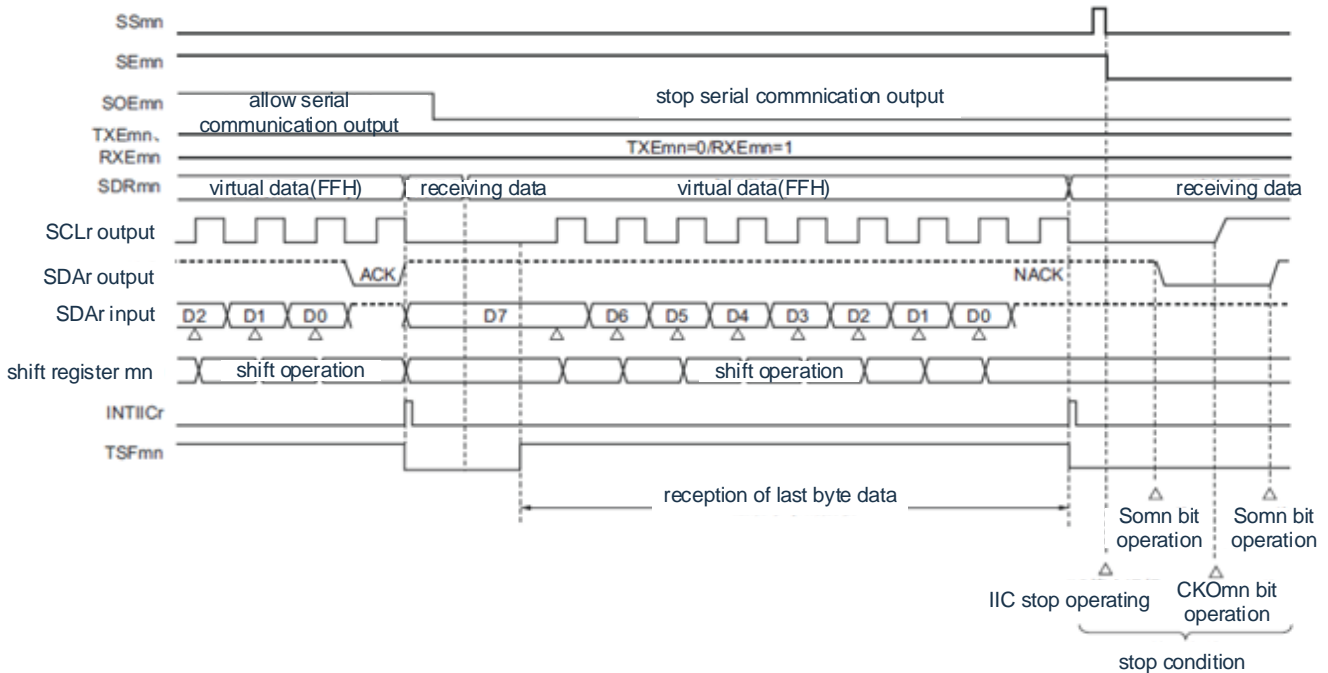 SSmn
SEmn
SOEmn
allow serial
communication output
stop serial commnication output
TXEmn、
RXEmn
TXEmn=0/RXEmn=1
SDRmn
virtual data(FFH)
receiving data
virtual data(FFH)
receiving data
SCLr output
SDAr output
ACK
NACK
SDAr input
D2 D1 D0 D7 D6 D5 D4 D3 D2 D1 D0
shift register mn
shift operation
shift operation
INTIICr
TSFmn
reception of last byte data
Somn bit
operation
Somn bit
operation
IIC stop operating
CKOmn bit
operation
stop condition